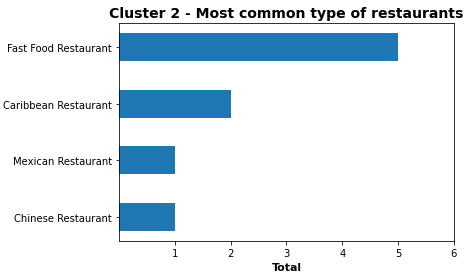 Cluster 2 - Most common type of restaurants
Fast Food Restaurant
Caribbean Restaurant
Mexican Restaurant
Chinese Restaurant
1 2 3 4 5 6
Total